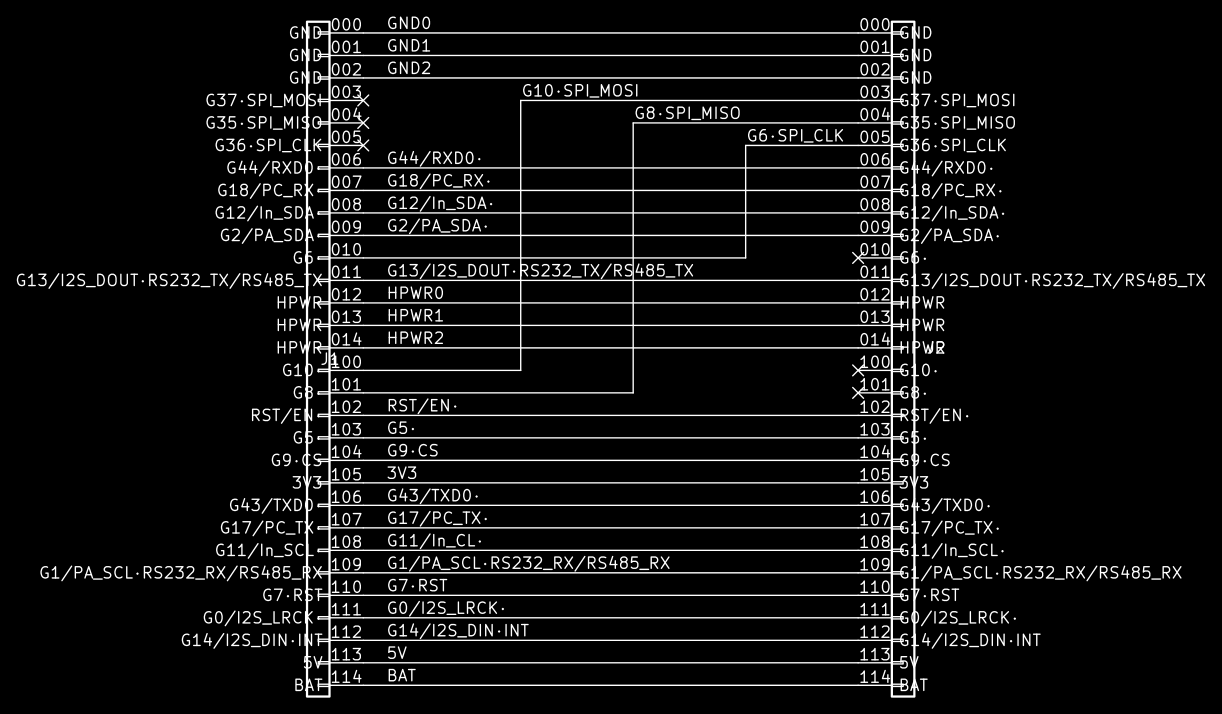 GND 000 GND0 000 GND
GND 001 GND1 001 GND
GND 002 GND2 002 GND
G37·SPI_MOSI 003 G10·SPI_MOSI 003 G37·SPI_MOSI
G35·SPI_MISO 004 G8·SPI_MISO 004 G35·SPI_MISO
G36·SPI_CLK 005 G6·SPI_CLK 005 G36·SPI_CLK
G44/RXD0· 006 G44/RXD0· 006 G44/RXD0·
G18/PC_RX 007 G18/PC_RX· 007 G18/PC_RX·
G12/In_SDA 008 G12/In_SDA· 008 G12/In_SDA·
G2/PA_SDA 009 G2/PA_SDA· 009 G2/PA_SDA·
G6· 010 010 G6·
G13/I2S_DOUT·RS232_TX/RS485_TX 011 G13/I2S_DOUT·RS232_TX/RS485_TX 011 G13/I2S_DOUT·RS232_TX/RS485_TX
HPWR 012 HPWR0 012 HPWR
HPWR 013 HPWR1 013 HPWR
HPWR 014 HPWR2 014 HPWR J2
J1
G10· 100 100 G10·
G8· 101 101 G8·
RST/EN· 102 RST/EN· 102 RST/EN·
G5· 103 G5· 103 G5·
G9·CS 104 G9·CS 104 G9·CS
3V3 105 3V3 105 3V3
G43/TXD0· 106 G43/TXD0· 106 G43/TXD0·
G17/PC_TX 107 G17/PC_TX· 107 G17/PC_TX·
G11/In_SCL· 108 G11/In_CL· 108 G11/In_SCL·
G1/PA_SCL·RS232_RX/RS485_RX 109 G1/PA_SCL·RS232_RX/RS485_RX 109 G1/PA_SCL·RS232_RX/RS485_RX
G7·RST 110 G7·RST 110 G7·RST
G0/I2S_LRCK· 111 G0/I2S_LRCK· 111 G0/I2S_LRCK·
G14/I2S_DIN·INT 112 G14/I2S_DIN·INT 112 G14/I2S_DIN·INT
5V 113 5V 113 5V
BAT 114 BAT 114 BAT